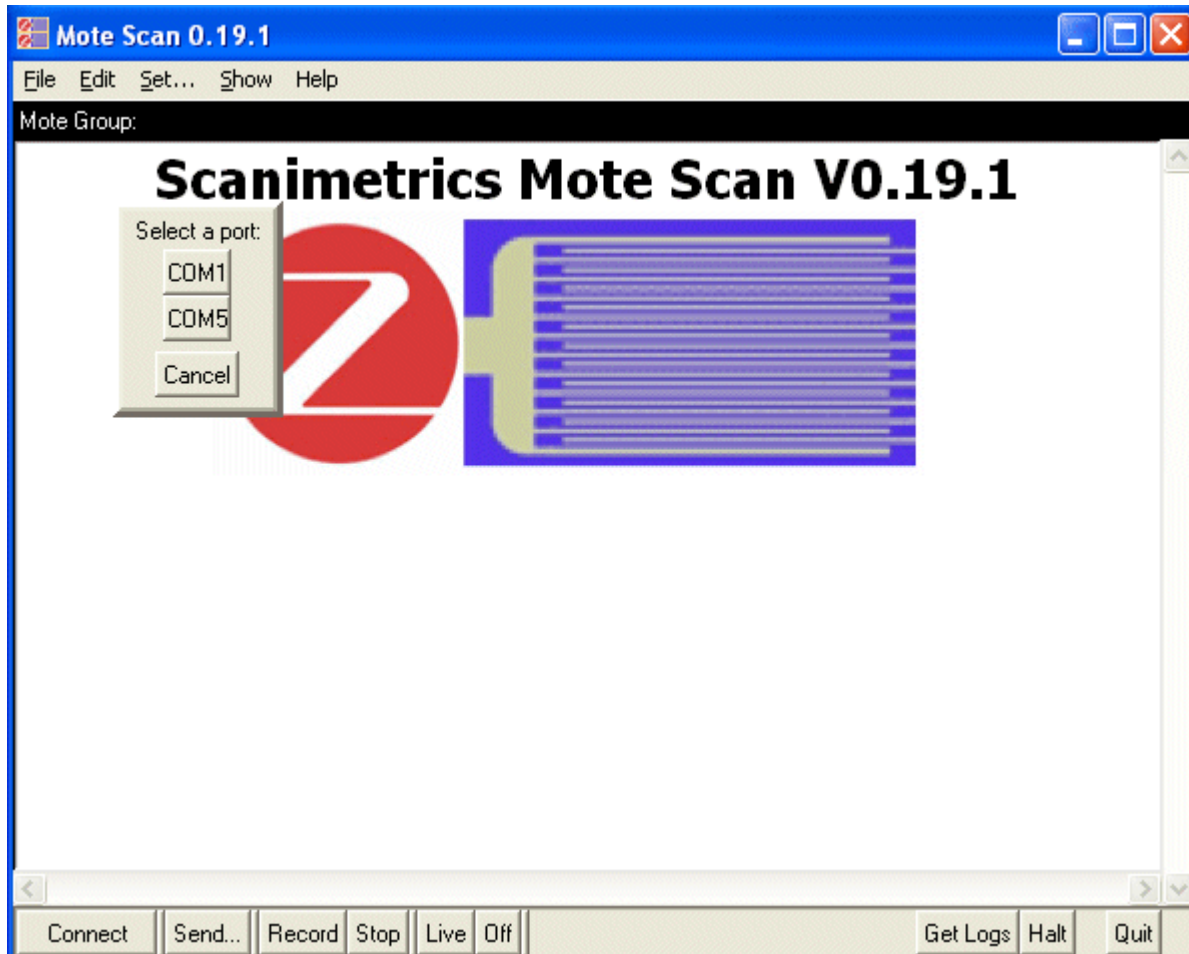 Mote Scan 0.19.1
File Edit Set... Show Help
Mote Group:
Scanimetrics Mote Scan V0.19.1
Select a port:
COM1
COM5
Cancel
Connect Send... Record Stop Live Off Get Logs Halt Quit